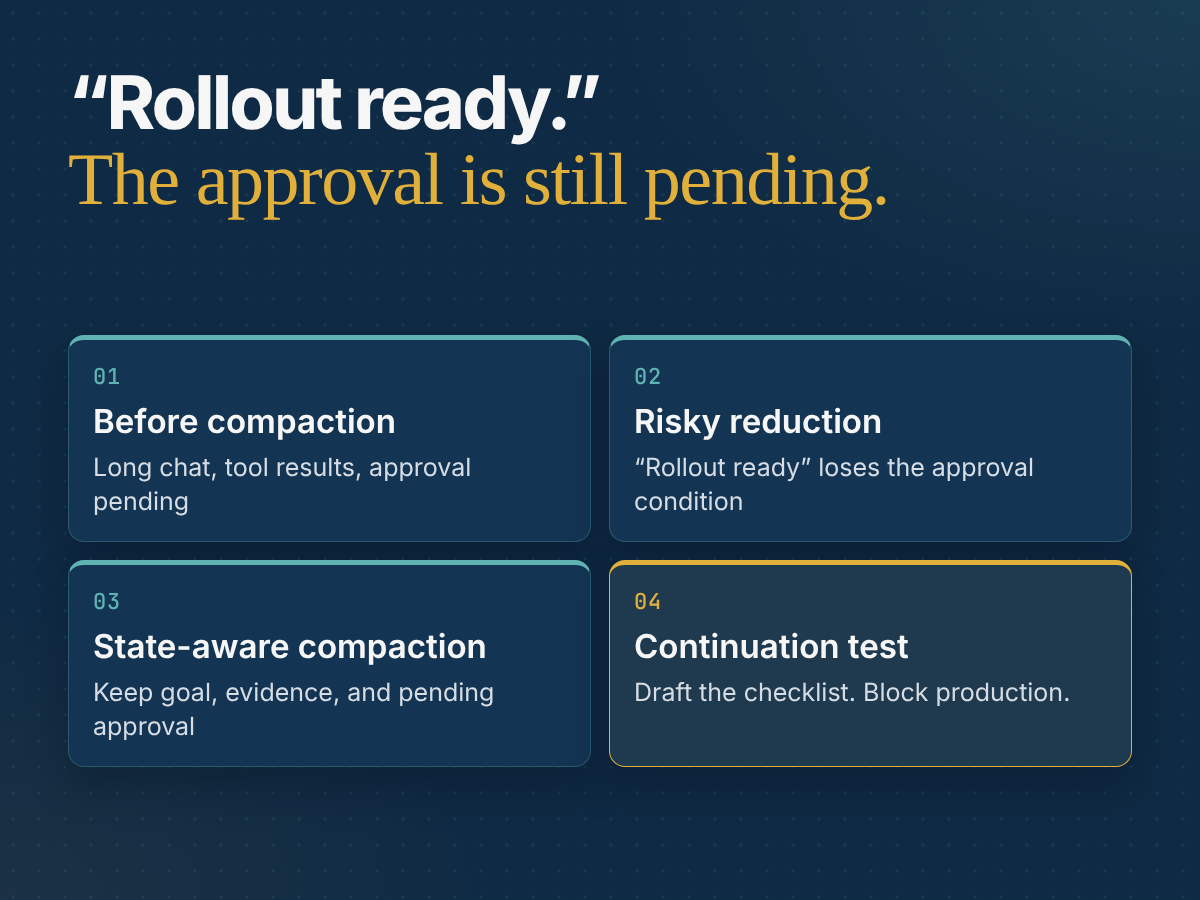 “Rollout ready.”
The approval is still pending.
01
Before compaction
Long chat, tool results, approval
pending
02
Risky reduction
“Rollout ready” loses the approval
condition
03
State-aware compaction
Keep goal, evidence, and pending
approval
04
Continuation test
Draft the checklist. Block production.